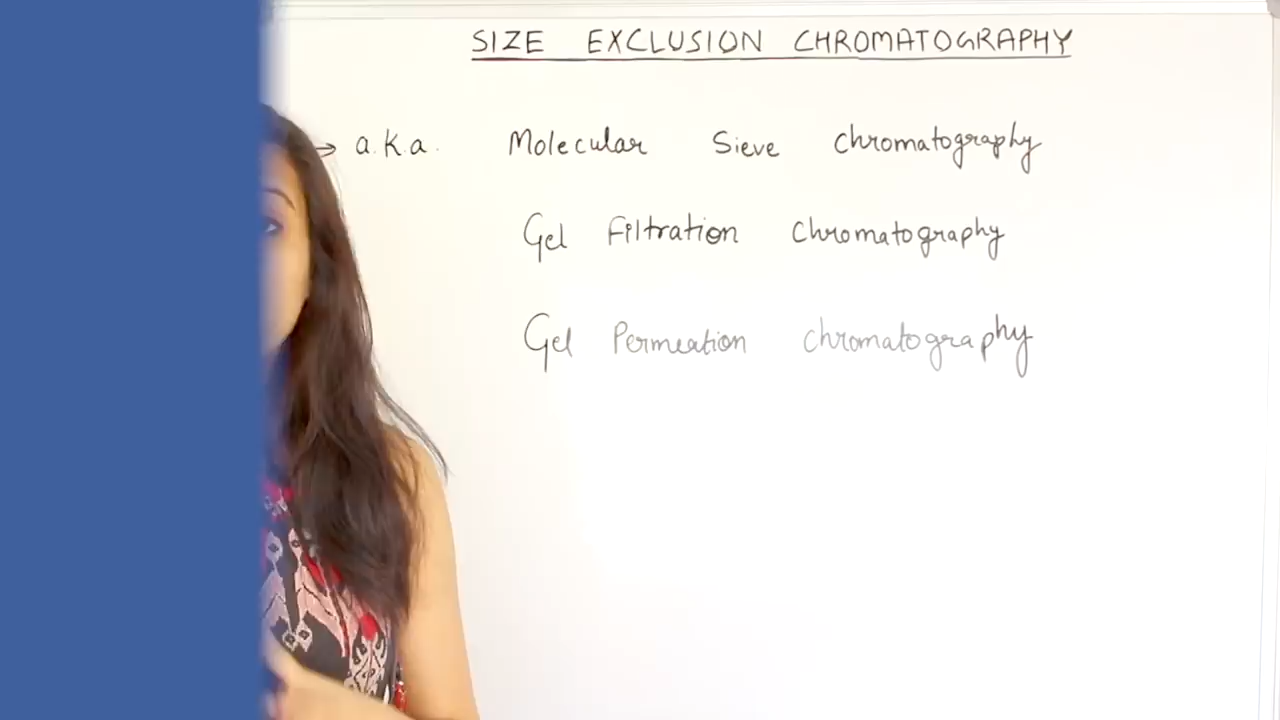 SIZE EXCLUSION CHROMATOGRAPHY
→ a.k.a. Molecular Sieve Chromatography
Gel Filtration Chromatography
Gel Permeation Chromatography